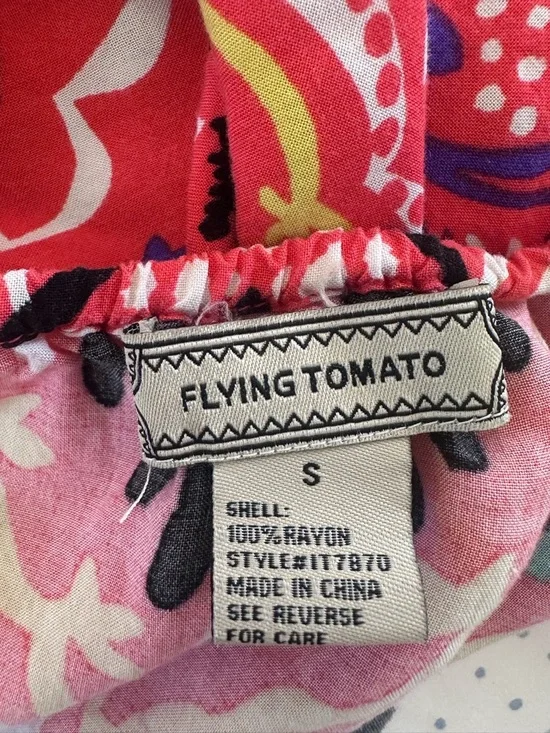 FLYING TOMATO
S
SHELL:
100%RAYON
STYLE#IT7870
MADE IN CHINA
SEE REVERSE
FOR CARE